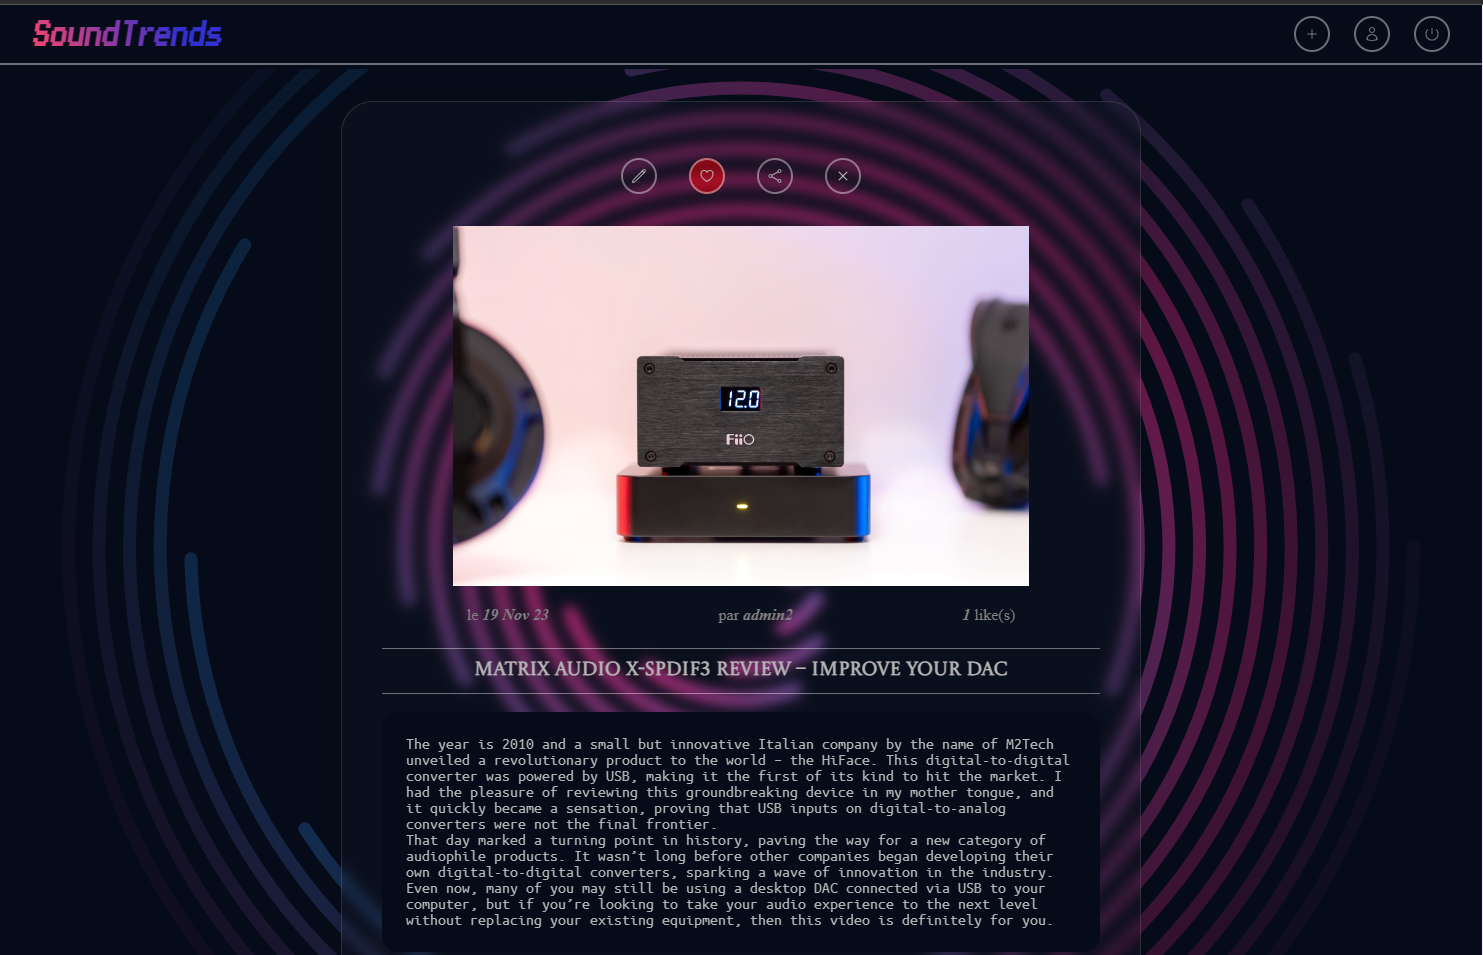 SoundTrends
12.0
FiiO
le 19 Nov 23
par admin2
1 like(s)
MATRIX AUDIO X-SPDIF3 REVIEW – IMPROVE YOUR DAC
The year is 2010 and a small but innovative Italian company by the name of M2Tech
unveiled a revolutionary product to the world – the HiFace. This digital-to-digital
converter was powered by USB, making it the first of its kind to hit the market. I
had the pleasure of reviewing this groundbreaking device in my mother tongue, and
it quickly became a sensation, proving that USB inputs on digital-to-analog
converters were not the final frontier.
That day marked a turning point in history, paving the way for a new category of
audiophile products. It wasn’t long before other companies began developing their
own digital-to-digital converters, sparking a wave of innovation in the industry.
Even now, many of you may still be using a desktop DAC connected via USB to your
computer, but if you’re looking to take your audio experience to the next level
without replacing your existing equipment, then this video is definitely for you.